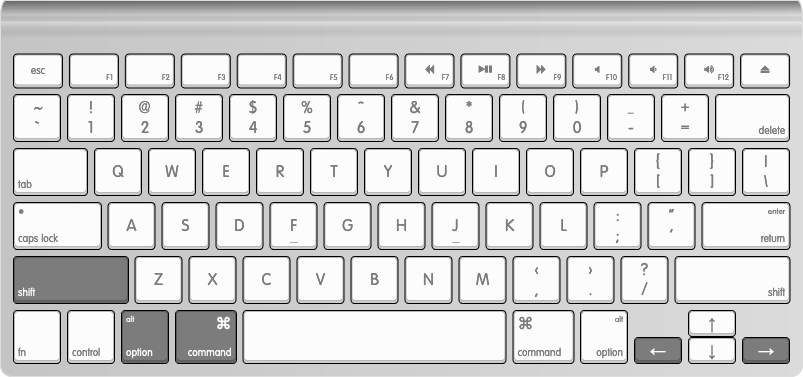 esc F1 F2 F3 F4 F5 F6 F7 F8 F9 F10 F11 F12
~ ! @ # $ % ^ & * ( ) _ +
` 1 2 3 4 5 6 7 8 9 0 - = delete
tab Q W E R T Y U I O P { [ } ] | \
caps lock A S D F G H J K L : ; " ' enter return
shift Z X C V B N M ‹ , › . ? / shift
fn control alt option ⌘ command ⌘ command alt option ← ↑ ↓ →